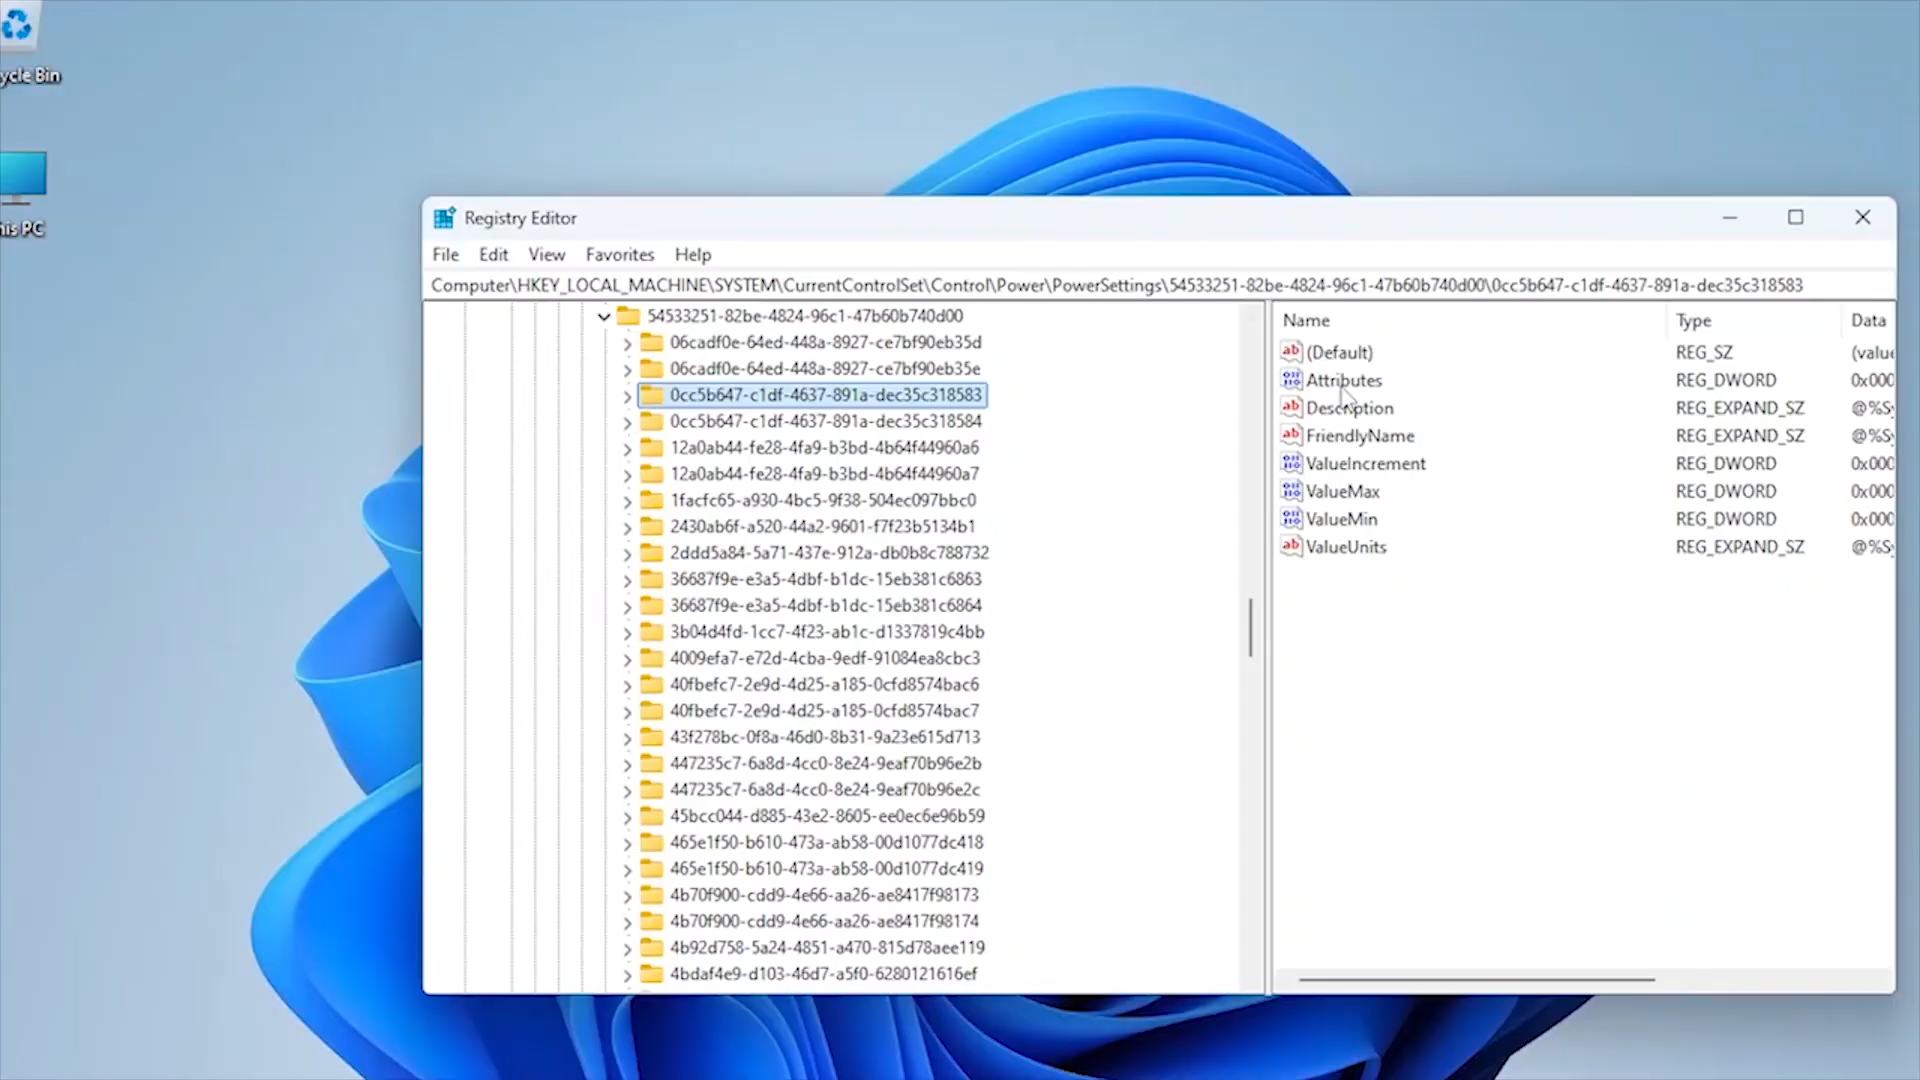 ycle Bin
his PC
Registry Editor
File Edit View Favorites Help
Computer\HKEY_LOCAL_MACHINE\SYSTEM\CurrentControlSet\Control\Power\PowerSettings\54533251-82be-4824-96c1-47b60b740d00\0cc5b647-c1df-4637-891a-dec35c318583
54533251-82be-4824-96c1-47b60b740d00
06cadf0e-64ed-448a-8927-ce7bf90eb35d
06cadf0e-64ed-448a-8927-ce7bf90eb35e
0cc5b647-c1df-4637-891a-dec35c318583
0cc5b647-c1df-4637-891a-dec35c318584
12a0ab44-fe28-4fa9-b3bd-4b64f44960a6
12a0ab44-fe28-4fa9-b3bd-4b64f44960a7
1facfc65-a930-4bc5-9f38-504ec097bbc0
2430ab6f-a520-44a2-9601-f7f23b5134b1
2ddd5a84-5a71-437e-912a-db0b8c788732
36687f9e-e3a5-4dbf-b1dc-15eb381c6863
36687f9e-e3a5-4dbf-b1dc-15eb381c6864
3b04d4fd-1cc7-4f23-ab1c-d1337819c4bb
4009efa7-e72d-4cba-9edf-91084ea8cbc3
40fbefc7-2e9d-4d25-a185-0cfd8574bac6
40fbefc7-2e9d-4d25-a185-0cfd8574bac7
43f278bc-0f8a-46d0-8b31-9a23e615d713
447235c7-6a8d-4cc0-8e24-9eaf70b96e2b
447235c7-6a8d-4cc0-8e24-9eaf70b96e2c
45bcc044-d885-43e2-8605-ee0ec6e96b59
465e1f50-b610-473a-ab58-00d1077dc418
465e1f50-b610-473a-ab58-00d1077dc419
4b70f900-cdd9-4e66-aa26-ae8417f98173
4b70f900-cdd9-4e66-aa26-ae8417f98174
4b92d758-5a24-4851-a470-815d78aee119
4bdaf4e9-d103-46d7-a5f0-6280121616ef
Name Type Data
(Default) REG_SZ (value
Attributes REG_DWORD 0x000
Description REG_EXPAND_SZ @%Sy
FriendlyName REG_EXPAND_SZ @%Sy
ValueIncrement REG_DWORD 0x000
ValueMax REG_DWORD 0x000
ValueMin REG_DWORD 0x000
ValueUnits REG_EXPAND_SZ @%Sy